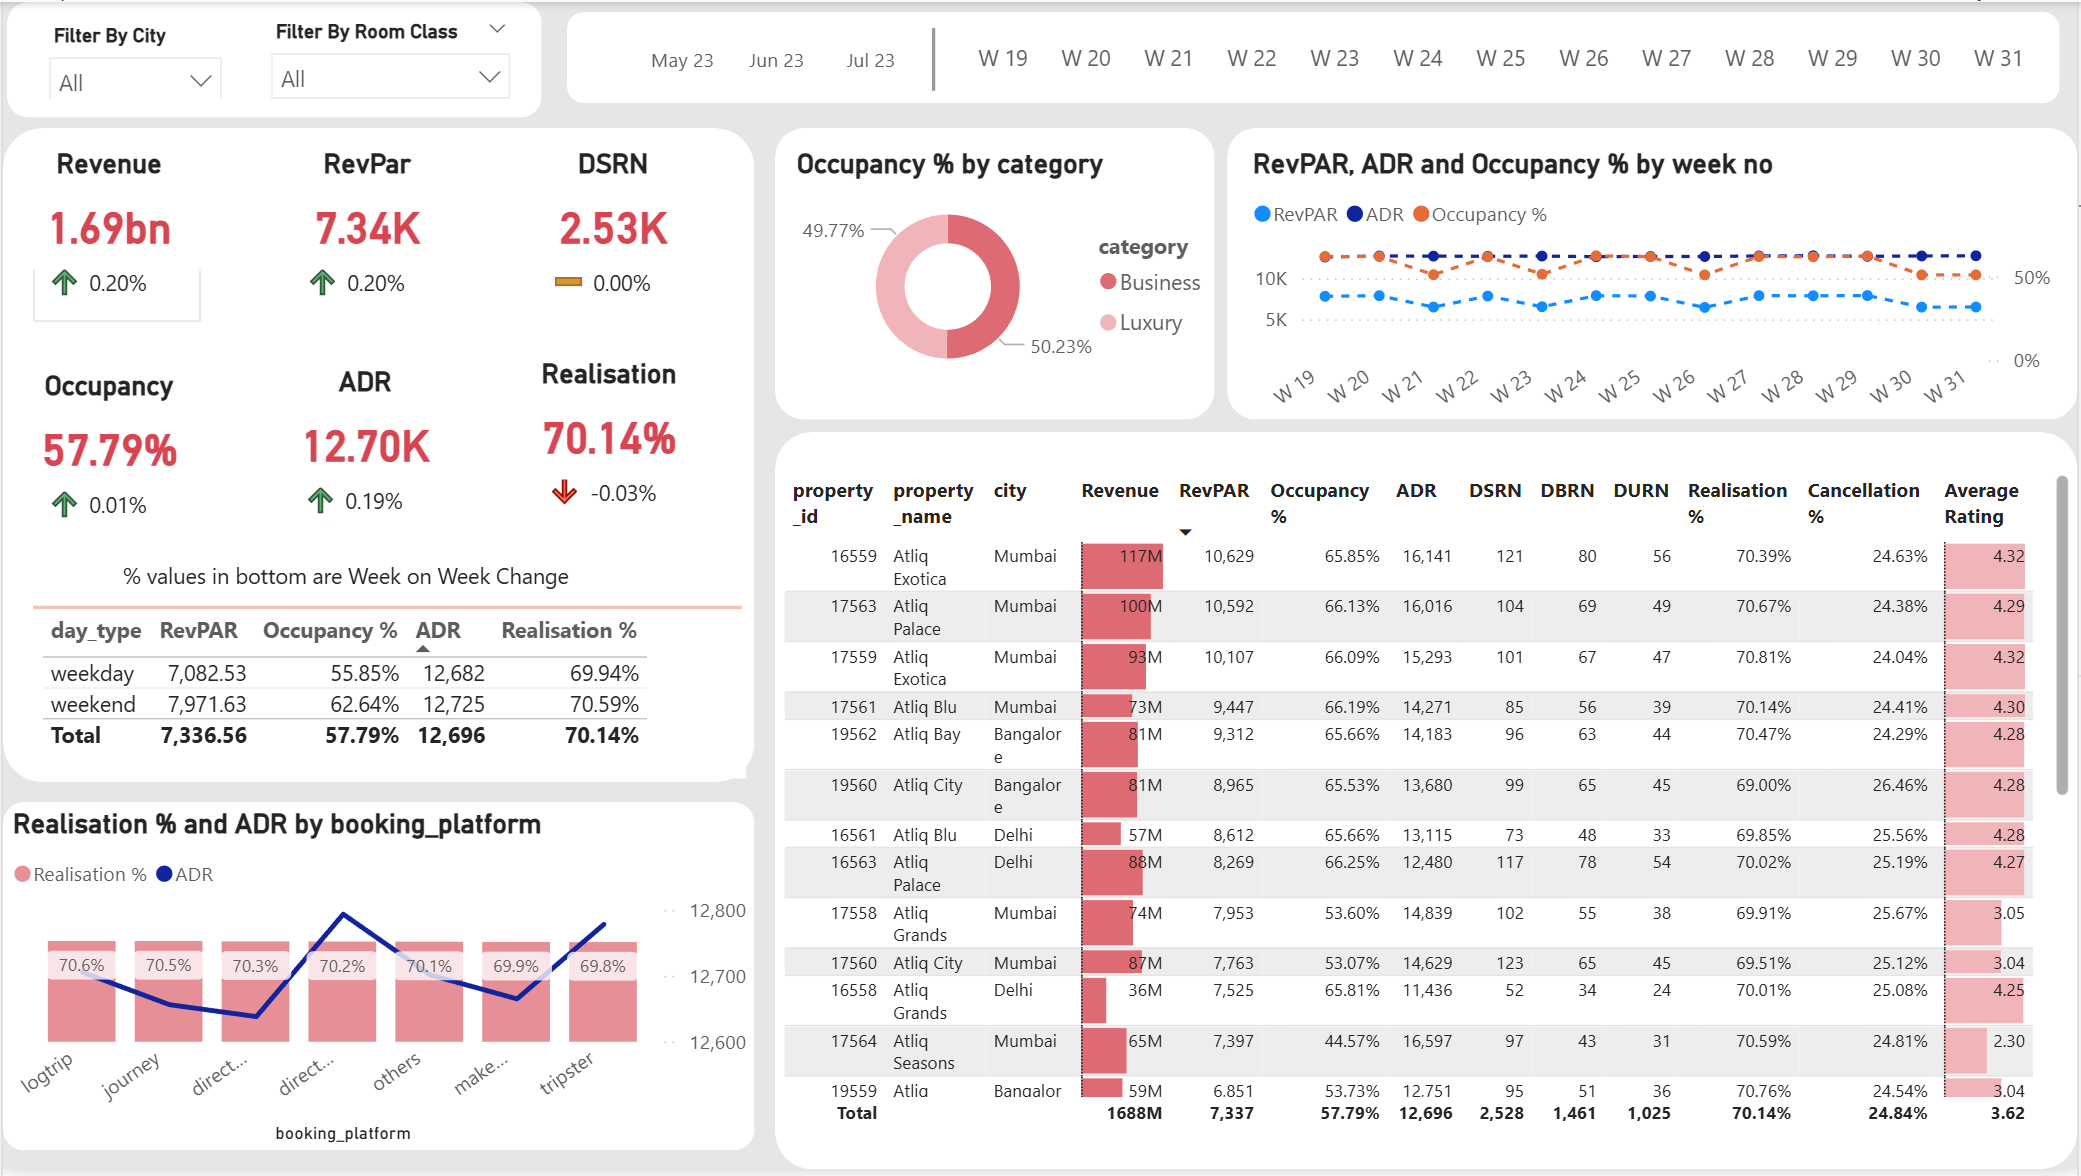 Filter By City
Filter By Room Class
All
All
May 23 Jun 23 Jul 23
W 19 W 20 W 21 W 22 W 23 W 24 W 25 W 26 W 27 W 28 W 29 W 30 W 31
Revenue
1.69bn
0.20%
RevPar
7.34K
0.20%
DSRN
2.53K
0.00%
Occupancy
57.79%
0.01%
ADR
12.70K
0.19%
Realisation
70.14%
-0.03%
% values in bottom are Week on Week Change
day_type RevPAR Occupancy % ADR Realisation %
weekday 7,082.53 55.85% 12,682 69.94%
weekend 7,971.63 62.64% 12,725 70.59%
Total 7,336.56 57.79% 12,696 70.14%
Realisation % and ADR by booking_platform
Realisation % ADR
12,800
12,700
12,600
70.6% 70.5% 70.3% 70.2% 70.1% 69.9% 69.8%
logtrip journey direct... direct... others make... tripster
booking_platform
Occupancy % by category
49.77%
50.23%
category
Business
Luxury
RevPAR, ADR and Occupancy % by week no
RevPAR ADR Occupancy %
10K
5K
50%
0%
W 19 W 20 W 21 W 22 W 23 W 24 W 25 W 26 W 27 W 28 W 29 W 30 W 31
property property city Revenue RevPAR Occupancy ADR DSRN DBRN DURN Realisation Cancellation Average
_id _name % % % Rating
16559 Atliq Mumbai 117M 10,629 65.85% 16,141 121 80 56 70.39% 24.63% 4.32
Exotica
17563 Atliq Mumbai 100M 10,592 66.13% 16,016 104 69 49 70.67% 24.38% 4.29
Palace
17559 Atliq Mumbai 93M 10,107 66.09% 15,293 101 67 47 70.81% 24.04% 4.32
Exotica
17561 Atliq Blu Mumbai 73M 9,447 66.19% 14,271 85 56 39 70.14% 24.41% 4.30
19562 Atliq Bay Bangalor 81M 9,312 65.66% 14,183 96 63 44 70.47% 24.29% 4.28
e
19560 Atliq City Bangalor 81M 8,965 65.53% 13,680 99 65 45 69.00% 26.46% 4.28
e
16561 Atliq Blu Delhi 57M 8,612 65.66% 13,115 73 48 33 69.85% 25.56% 4.28
16563 Atliq Delhi 88M 8,269 66.25% 12,480 117 78 54 70.02% 25.19% 4.27
Palace
17558 Atliq Mumbai 74M 7,953 53.60% 14,839 102 55 38 69.91% 25.67% 3.05
Grands
17560 Atliq City Mumbai 87M 7,763 53.07% 14,629 123 65 45 69.51% 25.12% 3.04
16558 Atliq Delhi 36M 7,525 65.81% 11,436 52 34 24 70.01% 25.08% 4.25
Grands
17564 Atliq Mumbai 65M 7,397 44.57% 16,597 97 43 31 70.59% 24.81% 2.30
Seasons
19559 Atliq Bangalor 59M 6,851 53.73% 12,751 95 51 36 70.76% 24.54% 3.04
Total 1688M 7,337 57.79% 12,696 2,528 1,461 1,025 70.14% 24.84% 3.62